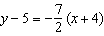 y − 5 = −7/2 (x + 4)